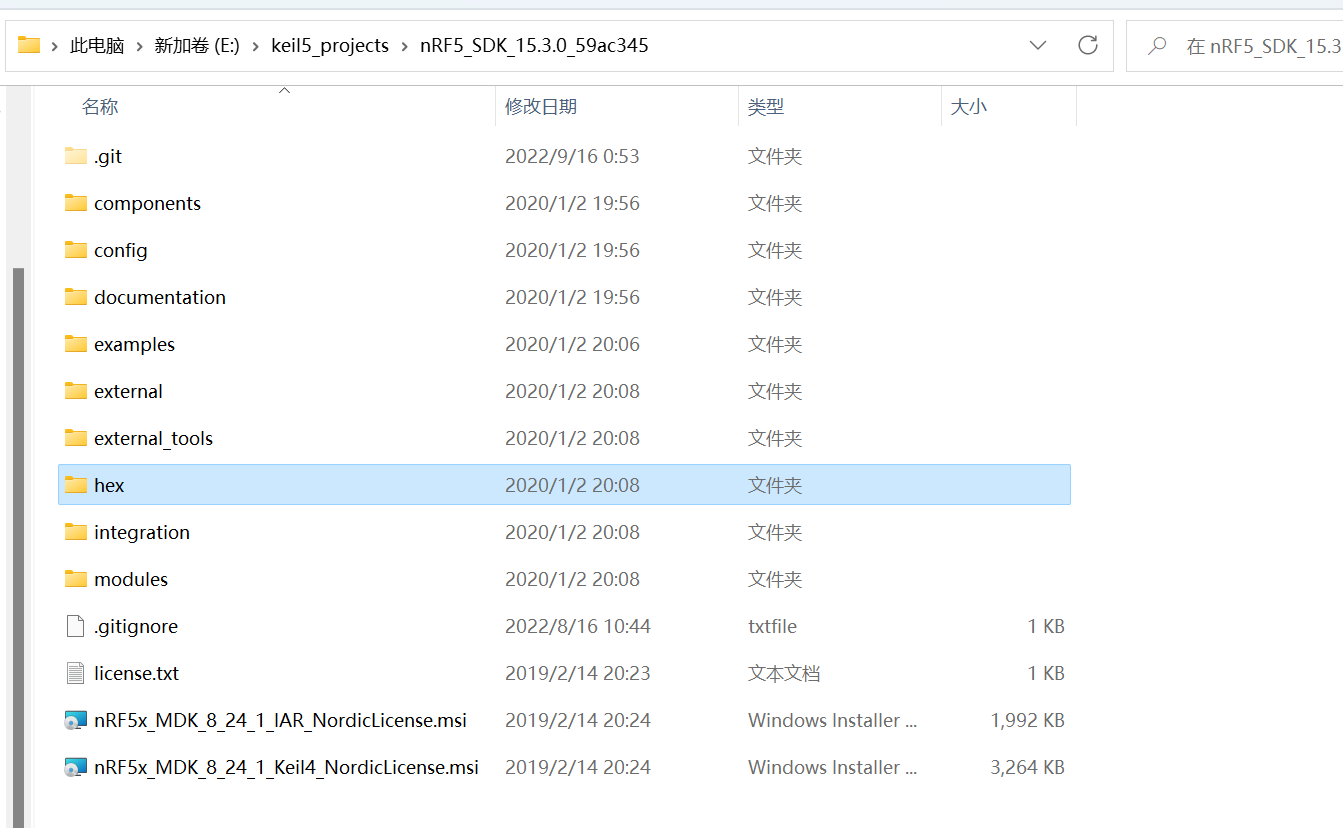 此电脑 › 新加卷 (E:) › keil5_projects › nRF5_SDK_15.3.0_59ac345 在 nRF5_SDK_15.3
名称 修改日期 类型 大小
.git 2022/9/16 0:53 文件夹
components 2020/1/2 19:56 文件夹
config 2020/1/2 19:56 文件夹
documentation 2020/1/2 19:56 文件夹
examples 2020/1/2 20:06 文件夹
external 2020/1/2 20:08 文件夹
external_tools 2020/1/2 20:08 文件夹
hex 2020/1/2 20:08 文件夹
integration 2020/1/2 20:08 文件夹
modules 2020/1/2 20:08 文件夹
.gitignore 2022/8/16 10:44 txtfile 1 KB
license.txt 2019/2/14 20:23 文本文档 1 KB
nRF5x_MDK_8_24_1_IAR_NordicLicense.msi 2019/2/14 20:24 Windows Installer ... 1,992 KB
nRF5x_MDK_8_24_1_Keil4_NordicLicense.msi 2019/2/14 20:24 Windows Installer ... 3,264 KB